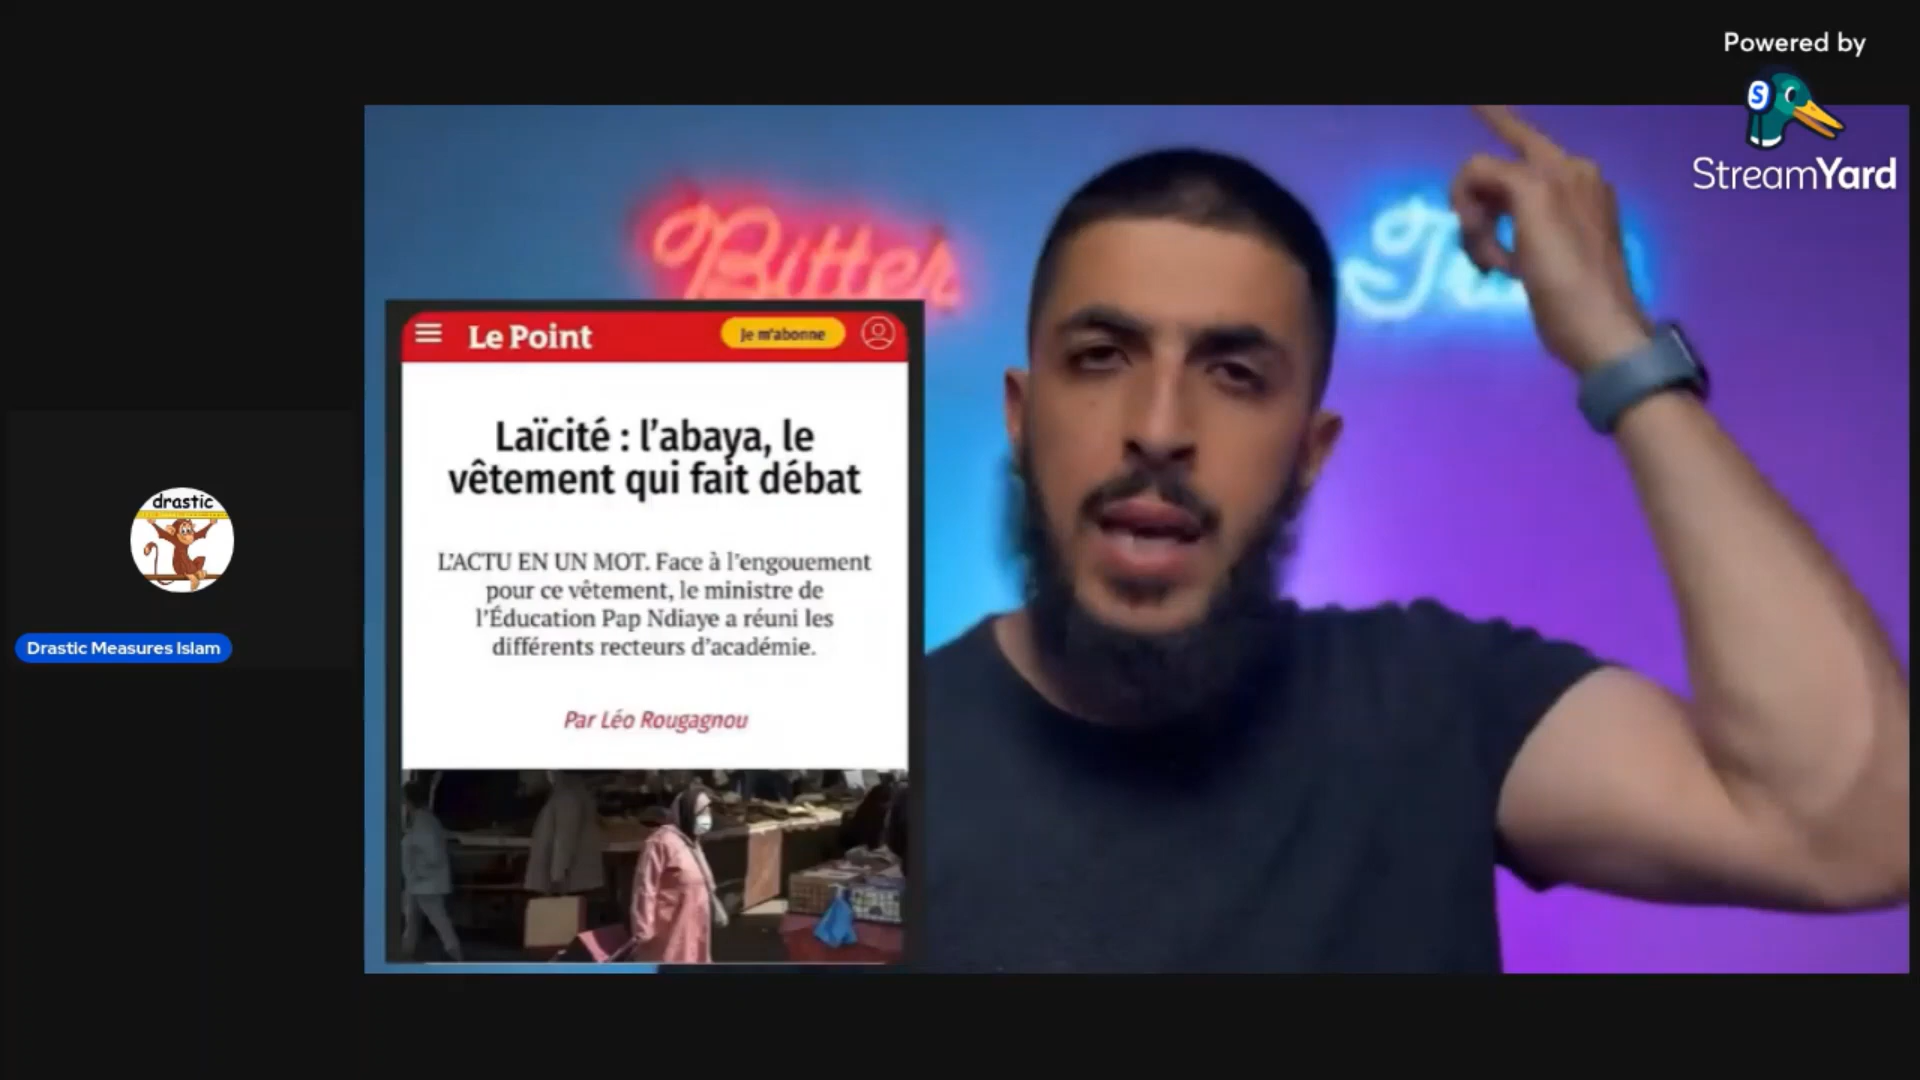 Powered by
StreamYard
Bitter
Le Point
Je m'abonne
Laïcité : l'abaya, le
vêtement qui fait débat
L'ACTU EN UN MOT. Face à l'engouement
pour ce vêtement, le ministre de
l'Éducation Pap Ndiaye a réuni les
différents recteurs d'académie.
Par Léo Rougagnou
drastic
Drastic Measures Islam